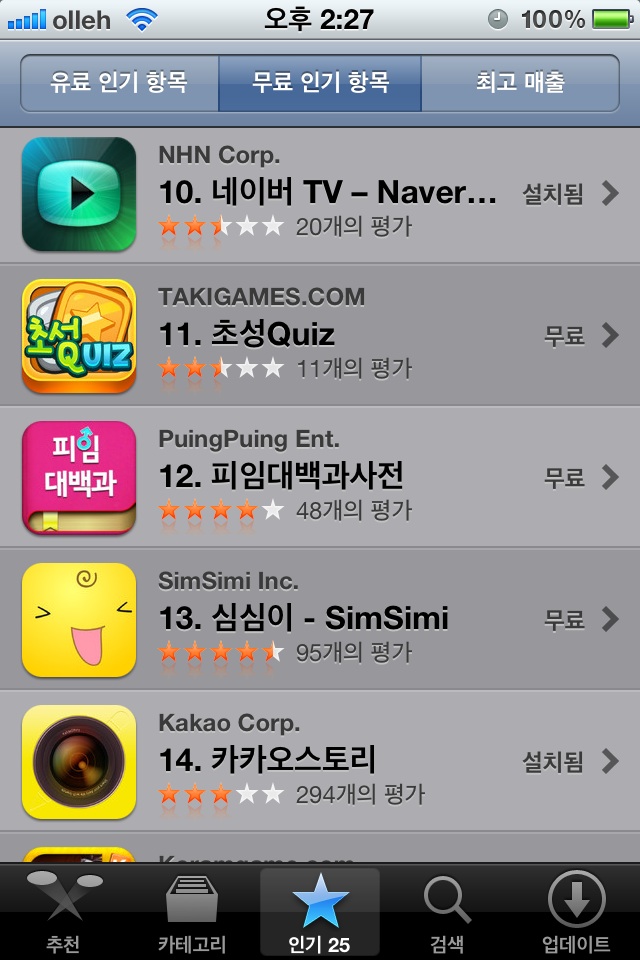 olleh 오후 2:27 100%
유료 인기 항목 무료 인기 항목 최고 매출
NHN Corp.
10. 네이버 TV – Naver... 설치됨
20개의 평가
초성QUIZ
TAKIGAMES.COM
11. 초성Quiz 무료
11개의 평가
피임
대백과
PuingPuing Ent.
12. 피임대백과사전 무료
48개의 평가
SimSimi Inc.
13. 심심이 - SimSimi 무료
95개의 평가
Kakao Corp.
14. 카카오스토리 설치됨
294개의 평가
추천 카테고리 인기 25 검색 업데이트